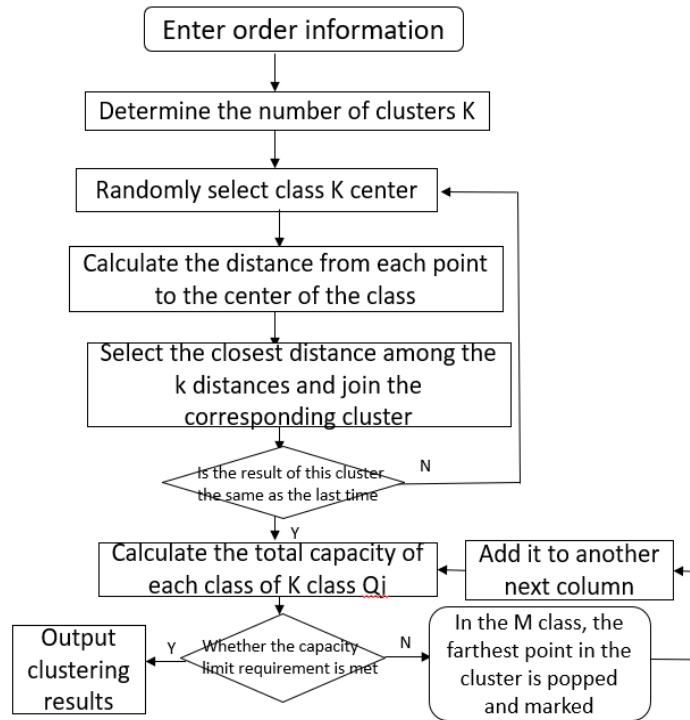 Enter order information
Determine the number of clusters K
Randomly select class K center
Calculate the distance from each point
to the center of the class
Select the closest distance among the
k distances and join the
corresponding cluster
Is the result of this cluster
the same as the last time
N
Y
Calculate the total capacity of
each class of K class Qj
Add it to another
next column
Whether the capacity
limit requirement is met
Y
N
Output
clustering
results
In the M class, the
farthest point in the
cluster is popped
and marked